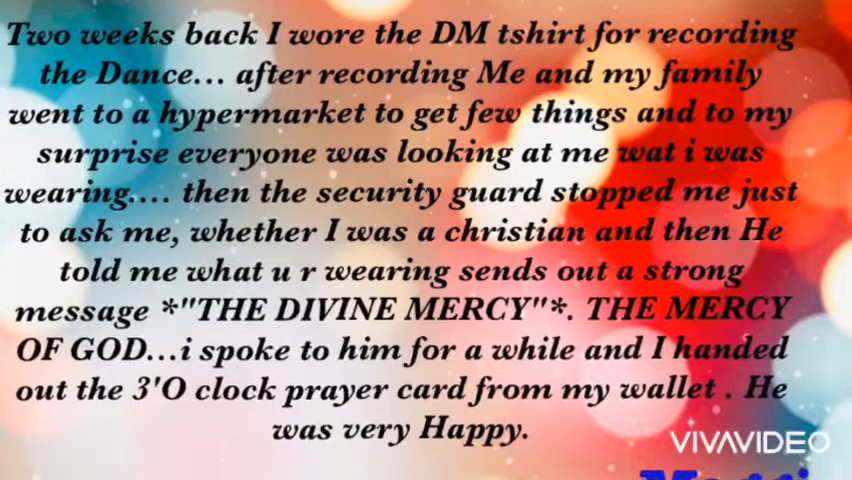 Two weeks back I wore the DM tshirt for recording
the Dance... after recording Me and my family
went to a hypermarket to get few things and to my
surprise everyone was looking at me wat i was
wearing.... then the security guard stopped me just
to ask me, whether I was a christian and then He
told me what u r wearing sends out a strong
message *"THE DIVINE MERCY"*. THE MERCY
OF GOD...i spoke to him for a while and I handed
out the 3'O clock prayer card from my wallet . He
was very Happy.
VIVAVIDEO